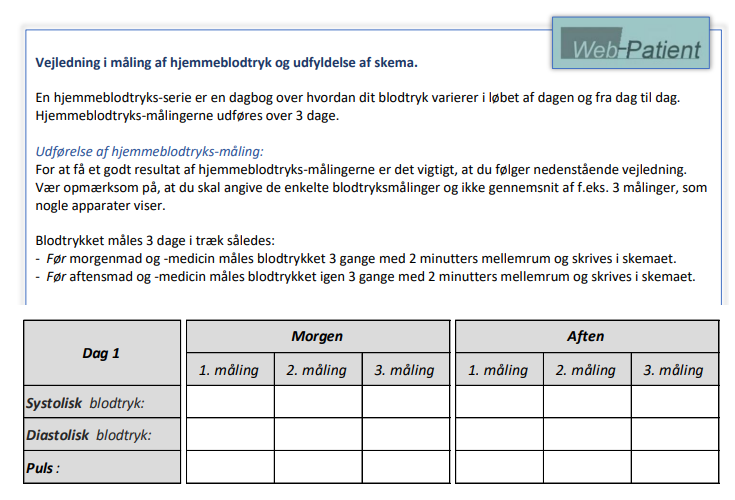 Web-Patient
Vejledning i måling af hjemmeblodtryk og udfyldelse af skema.
En hjemmeblodtryks-serie er en dagbog over hvordan dit blodtryk varierer i løbet af dagen og fra dag til dag.
Hjemmeblodtryks-målingerne udføres over 3 dage.
Udførelse af hjemmeblodtryks-måling:
For at få et godt resultat af hjemmeblodtryks-målingerne er det vigtigt, at du følger nedenstående vejledning.
Vær opmærksom på, at du skal angive de enkelte blodtryksmålinger og ikke gennemsnit af f.eks. 3 målinger, som
nogle apparater viser.
Blodtrykket måles 3 dage i træk således:
- Før morgenmad og -medicin måles blodtrykket 3 gange med 2 minutters mellemrum og skrives i skemaet.
- Før aftensmad og -medicin måles blodtrykket igen 3 gange med 2 minutters mellemrum og skrives i skemaet.
Dag 1 Morgen Aften
1. måling 2. måling 3. måling 1. måling 2. måling 3. måling
Systolisk blodtryk:
Diastolisk blodtryk:
Puls :